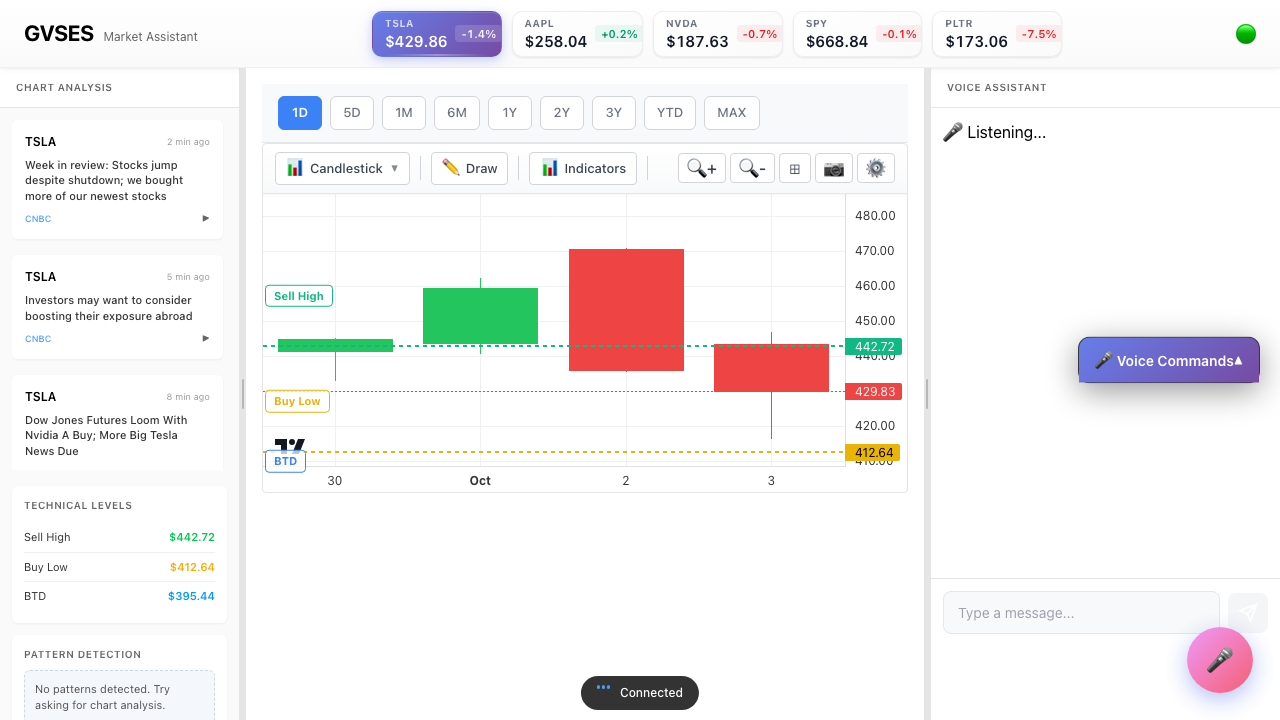 GVSES Market Assistant
TSLA
$429.86 -1.4%
AAPL
$258.04 +0.2%
NVDA
$187.63 -0.7%
SPY
$668.84 -0.1%
PLTR
$173.06 -7.5%
CHART ANALYSIS
TSLA 2 min ago
Week in review: Stocks jump
despite shutdown; we bought
more of our newest stocks
CNBC
TSLA 5 min ago
Investors may want to consider
boosting their exposure abroad
CNBC
TSLA 8 min ago
Dow Jones Futures Loom With
Nvidia A Buy; More Big Tesla
News Due
TECHNICAL LEVELS
Sell High $442.72
Buy Low $412.64
BTD $395.44
PATTERN DETECTION
No patterns detected. Try
asking for chart analysis.
1D 5D 1M 6M 1Y 2Y 3Y YTD MAX
Candlestick Draw Indicators
480.00
470.00
460.00
Sell High
450.00
442.72
440.00
429.83
Buy Low
420.00
412.64
410.00
BTD
30 Oct 2 3
Connected
VOICE ASSISTANT
Listening...
Voice Commands
Type a message...